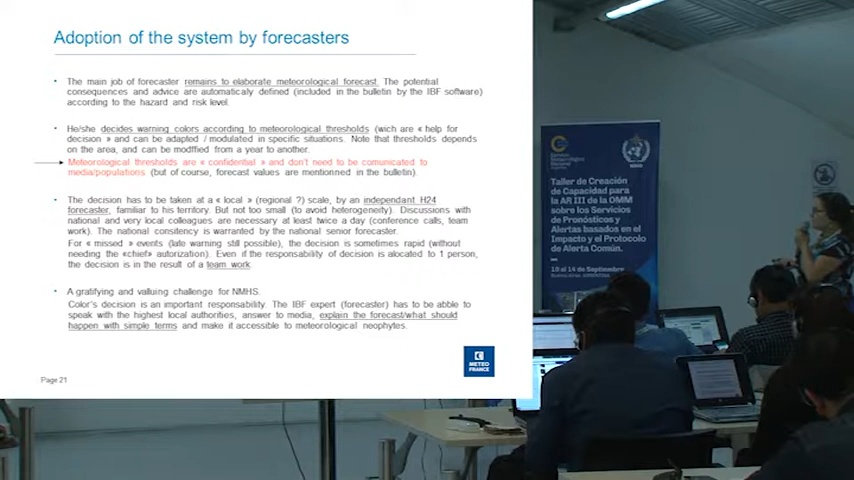 Adoption of the system by forecasters
• The main job of forecaster remains to elaborate meteorological forecast. The potential
consequences and advice are automaticaly defined (included in the bulletin by the IBF software)
according to the hazard and risk level.
• He/she decides warning colors according to meteorological thresholds (wich are « help for
decision » and can be adapted / modulated in specific situations. Note that thresholds depends
on the area, and can be modffied from a year to another.
Meteorological thresholds are « confidential » and don't need to be comunicated to
media/populations (but of course, forecast values are mentionned in the bulletin).
• The decision has to be taken at a « local » (regional ?) scale, by an independant H24
forecaster, familiar to his territory. But not too small (to avoid heterogeneity). Discussions with
national and very local colleagues are necessary at least twice a day (conference calls, team
work). The national consitency is warranted by the national senior forecaster.
For « missed » events (late warning still possible), the decision is sometimes rapid (without
needing the «chief» autorization). Even if the responsability of decision is alocated to 1 person,
the decision is in the result of a team work.
• A gratifying and valuing challenge for NMHS.
Color's decision is an important responsability. The IBF expert (forecaster) has to be abble to
speak with the highest local authorities, answer to media, explain the forecast/what should
happen with simple terms and make it accessible to meteorological neophytes.
METEO
FRANCE
Page 21
Servicio
Meteorológico
Nacional
Taller de Creación
de Capacidad para
la AR III de la OMM
sobre los Servicios
de Pronósticos y
Alertas basados en el
Impacto y el Protocolo
de Alerta Común.
10 al 14 de Septiembre